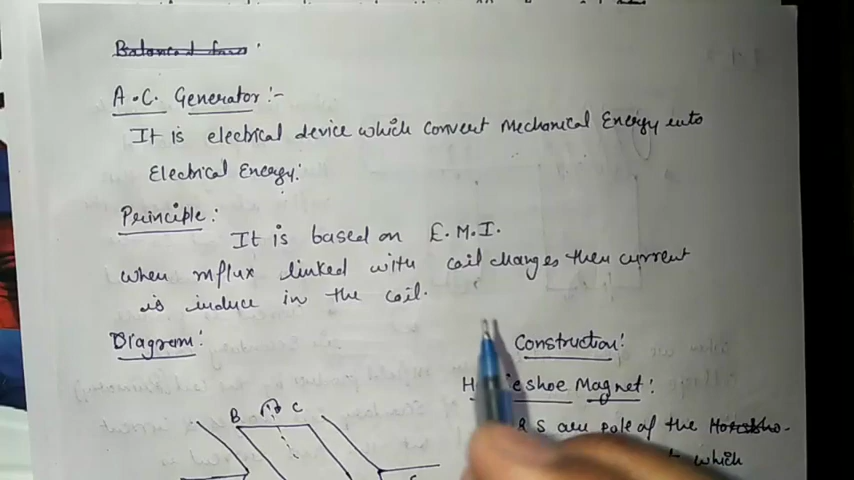 A.C. Generator:-
It is electrical device which convert Mechanical Energy into
Electrical Energy:
Principle:
It is based on E.M.I.
when mflux linked with coil changes then current
is induce in the coil.
Diagram:
Construction:
Magnet:
B C
S are pole of the
which